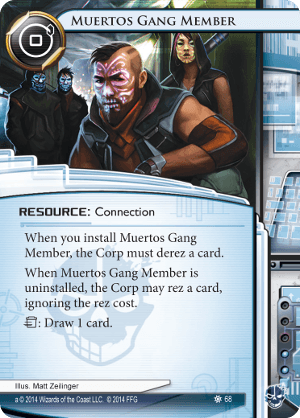 MUERTOS GANG MEMBER
0
RESOURCE: Connection
When you install Muertos Gang
Member, the Corp must derez a card.
When Muertos Gang Member is
uninstalled, the Corp may rez a card,
ignoring the rez cost.
: Draw 1 card.
Illus. Matt Zeilinger
© 2014 Wizards of the Coast LLC. © 2014 FFG
68